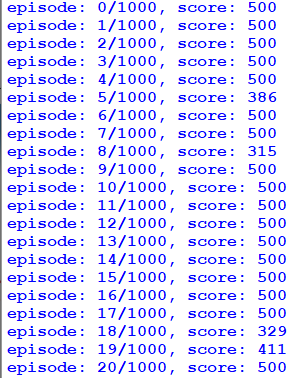 episode: 0/1000, score: 500
episode: 1/1000, score: 500
episode: 2/1000, score: 500
episode: 3/1000, score: 500
episode: 4/1000, score: 500
episode: 5/1000, score: 386
episode: 6/1000, score: 500
episode: 7/1000, score: 500
episode: 8/1000, score: 315
episode: 9/1000, score: 500
episode: 10/1000, score: 500
episode: 11/1000, score: 500
episode: 12/1000, score: 500
episode: 13/1000, score: 500
episode: 14/1000, score: 500
episode: 15/1000, score: 500
episode: 16/1000, score: 500
episode: 17/1000, score: 500
episode: 18/1000, score: 329
episode: 19/1000, score: 411
episode: 20/1000, score: 500